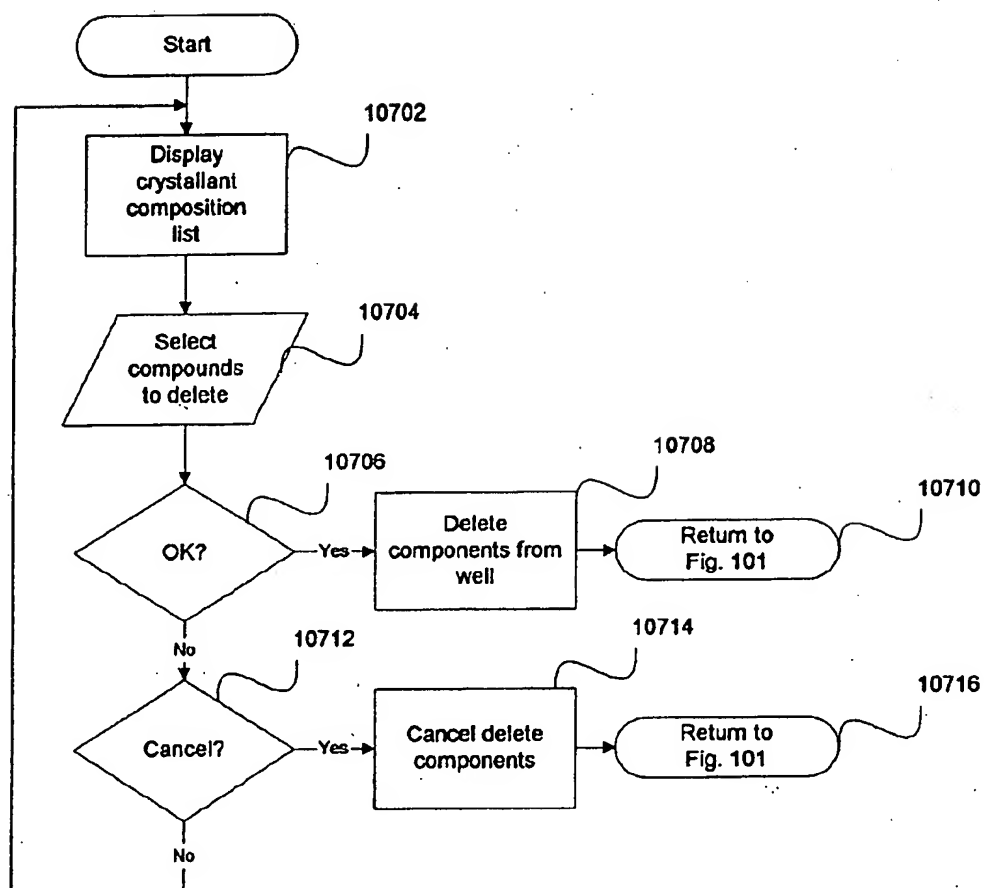 Start
10702
Display
crystallant
composition
list
10704
Select
compounds
to delete
10706
OK?
Yes
10708
Delete
components from
well
10710
Return to
Fig. 101
No
10712
Cancel?
Yes
10714
Cancel delete
components
10716
Return to
Fig. 101
No